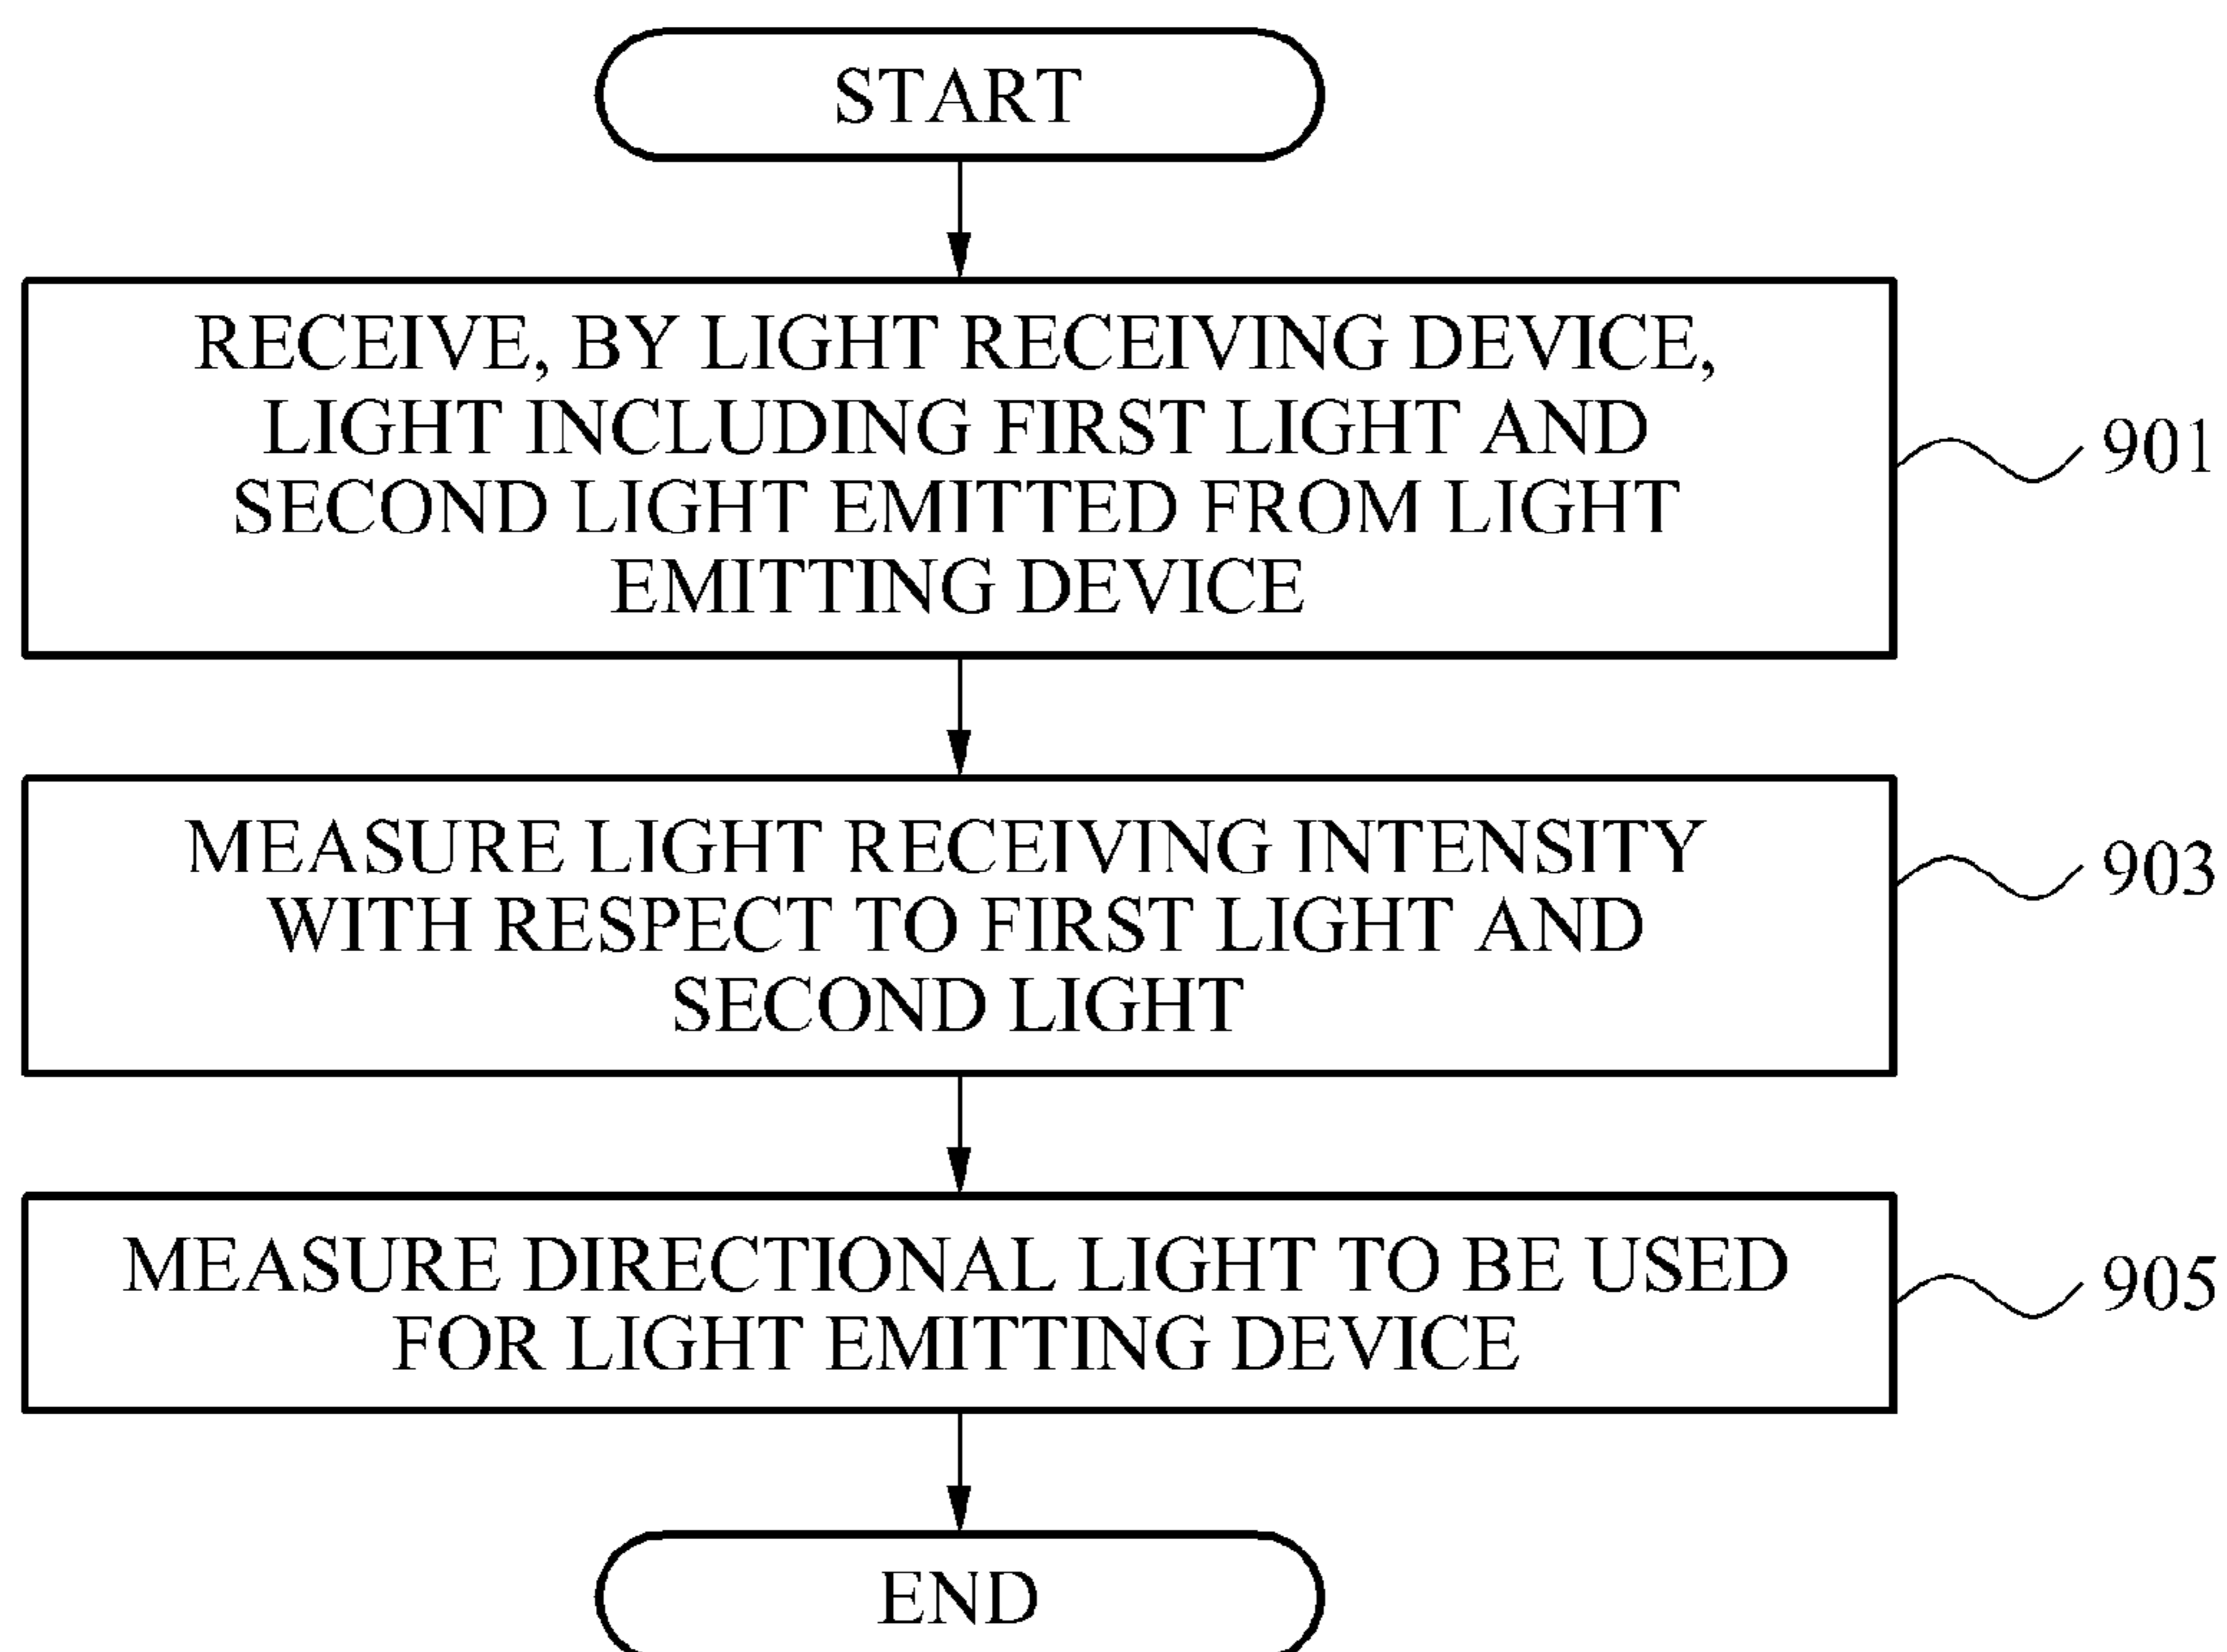 START
RECEIVE, BY LIGHT RECEIVING DEVICE,
LIGHT INCLUDING FIRST LIGHT AND
SECOND LIGHT EMITTED FROM LIGHT
EMITTING DEVICE
901
MEASURE LIGHT RECEIVING INTENSITY
WITH RESPECT TO FIRST LIGHT AND
SECOND LIGHT
903
MEASURE DIRECTIONAL LIGHT TO BE USED
FOR LIGHT EMITTING DEVICE
905
END